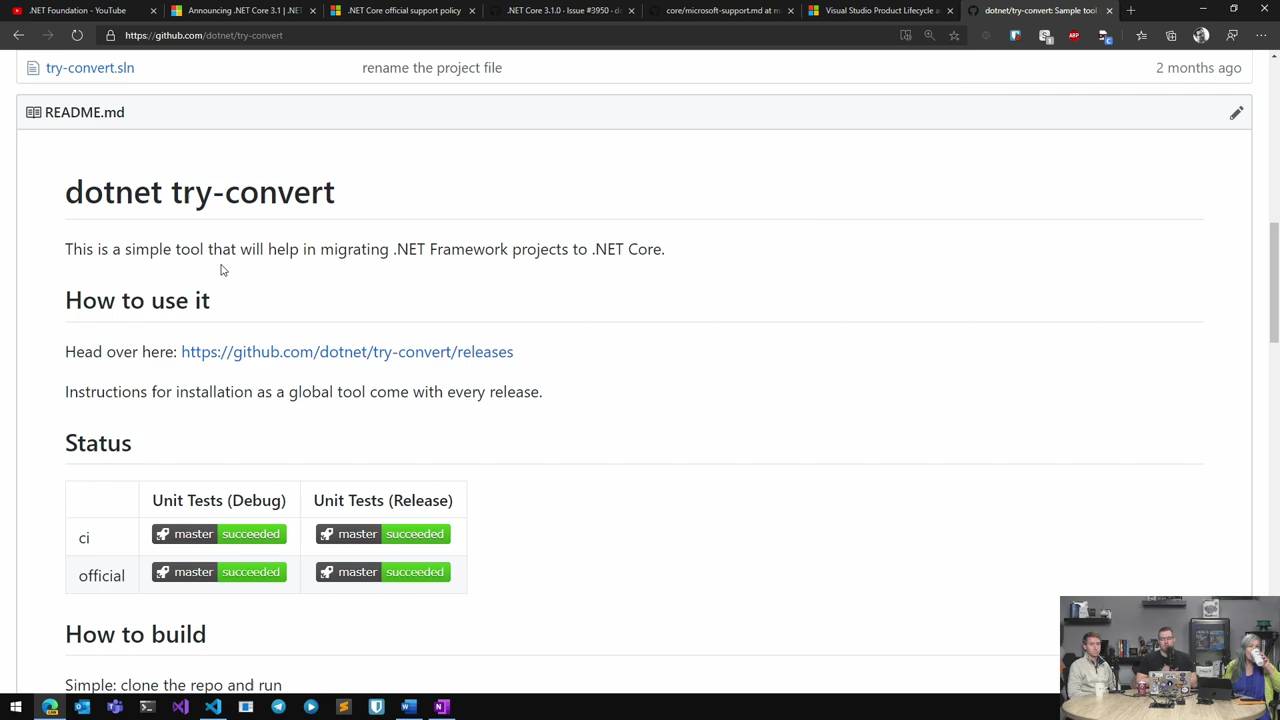 .NET Foundation - YouTube
Announcing .NET Core 3.1 | .NET
.NET Core official support policy
.NET Core 3.1.0 · Issue #3950 · do
core/microsoft-support.md at m
Visual Studio Product Lifecycle a
dotnet/try-convert: Sample tool
https://github.com/dotnet/try-convert
try-convert.sln rename the project file 2 months ago
README.md
dotnet try-convert
This is a simple tool that will help in migrating .NET Framework projects to .NET Core.
How to use it
Head over here: https://github.com/dotnet/try-convert/releases
Instructions for installation as a global tool come with every release.
Status
Unit Tests (Debug) Unit Tests (Release)
ci master succeeded master succeeded
official master succeeded master succeeded
How to build
Simple: clone the repo and run